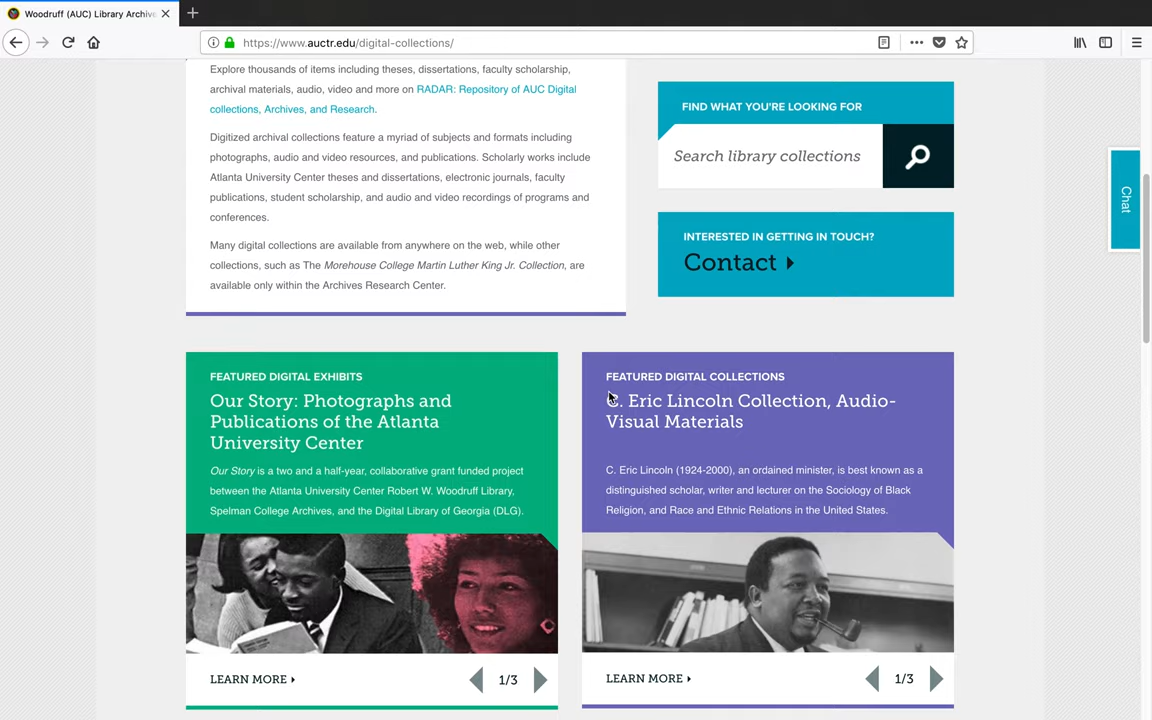 Woodruff (AUC) Library Archive
https://www.auctr.edu/digital-collections/
Explore thousands of items including theses, dissertations, faculty scholarship,
archival materials, audio, video and more on RADAR: Repository of AUC Digital
collections, Archives, and Research.
Digitized archival collections feature a myriad of subjects and formats including
photographs, audio and video resources, and publications. Scholarly works include
Atlanta University Center theses and dissertations, electronic journals, faculty
publications, student scholarship, and audio and video recordings of programs and
conferences.
Many digital collections are available from anywhere on the web, while other
collections, such as The Morehouse College Martin Luther King Jr. Collection, are
available only within the Archives Research Center.
FIND WHAT YOU'RE LOOKING FOR
Search library collections
INTERESTED IN GETTING IN TOUCH?
Contact
Chat
FEATURED DIGITAL EXHIBITS
Our Story: Photographs and
Publications of the Atlanta
University Center
Our Story is a two and a half-year, collaborative grant funded project
between the Atlanta University Center Robert W. Woodruff Library,
Spelman College Archives, and the Digital Library of Georgia (DLG).
LEARN MORE
1/3
FEATURED DIGITAL COLLECTIONS
C. Eric Lincoln Collection, Audio-
Visual Materials
C. Eric Lincoln (1924-2000), an ordained minister, is best known as a
distinguished scholar, writer and lecturer on the Sociology of Black
Religion, and Race and Ethnic Relations in the United States.
LEARN MORE
1/3